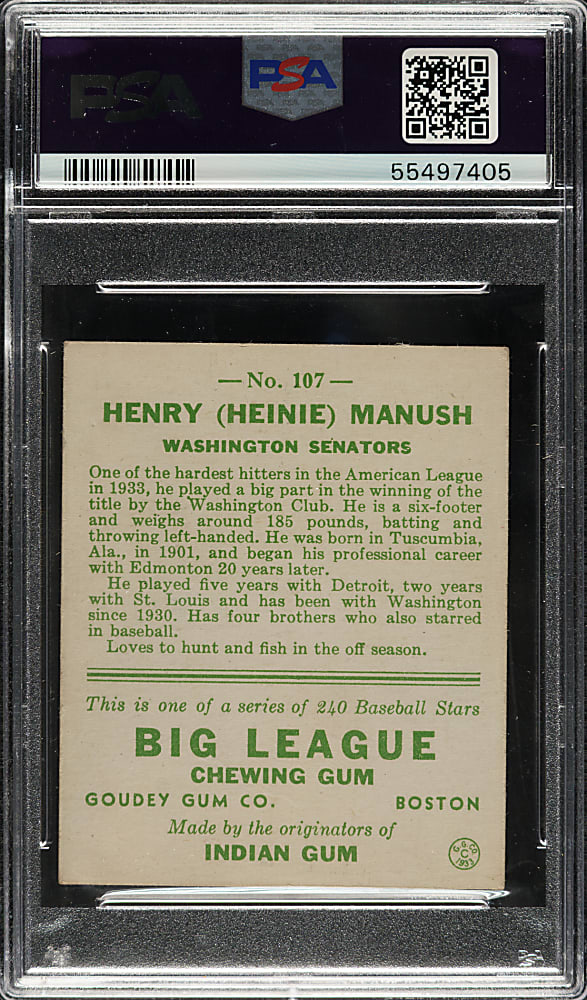 PSA
PSA
55497405
— No. 107 —
HENRY (HEINIE) MANUSH
WASHINGTON SENATORS
One of the hardest hitters in the American League
in 1933, he played a big part in the winning of the
title by the Washington Club. He is a six-footer
and weighs around 185 pounds, batting and
throwing left-handed. He was born in Tuscumbia,
Ala., in 1901, and began his professional career
with Edmonton 20 years later.
He played five years with Detroit, two years
with St. Louis and has been with Washington
since 1930. Has four brothers who also starred
in baseball.
Loves to hunt and fish in the off season.
This is one of a series of 240 Baseball Stars
BIG LEAGUE
CHEWING GUM
GOUDEY GUM CO. BOSTON
Made by the originators of
INDIAN GUM
G. G. CO.
C
1933